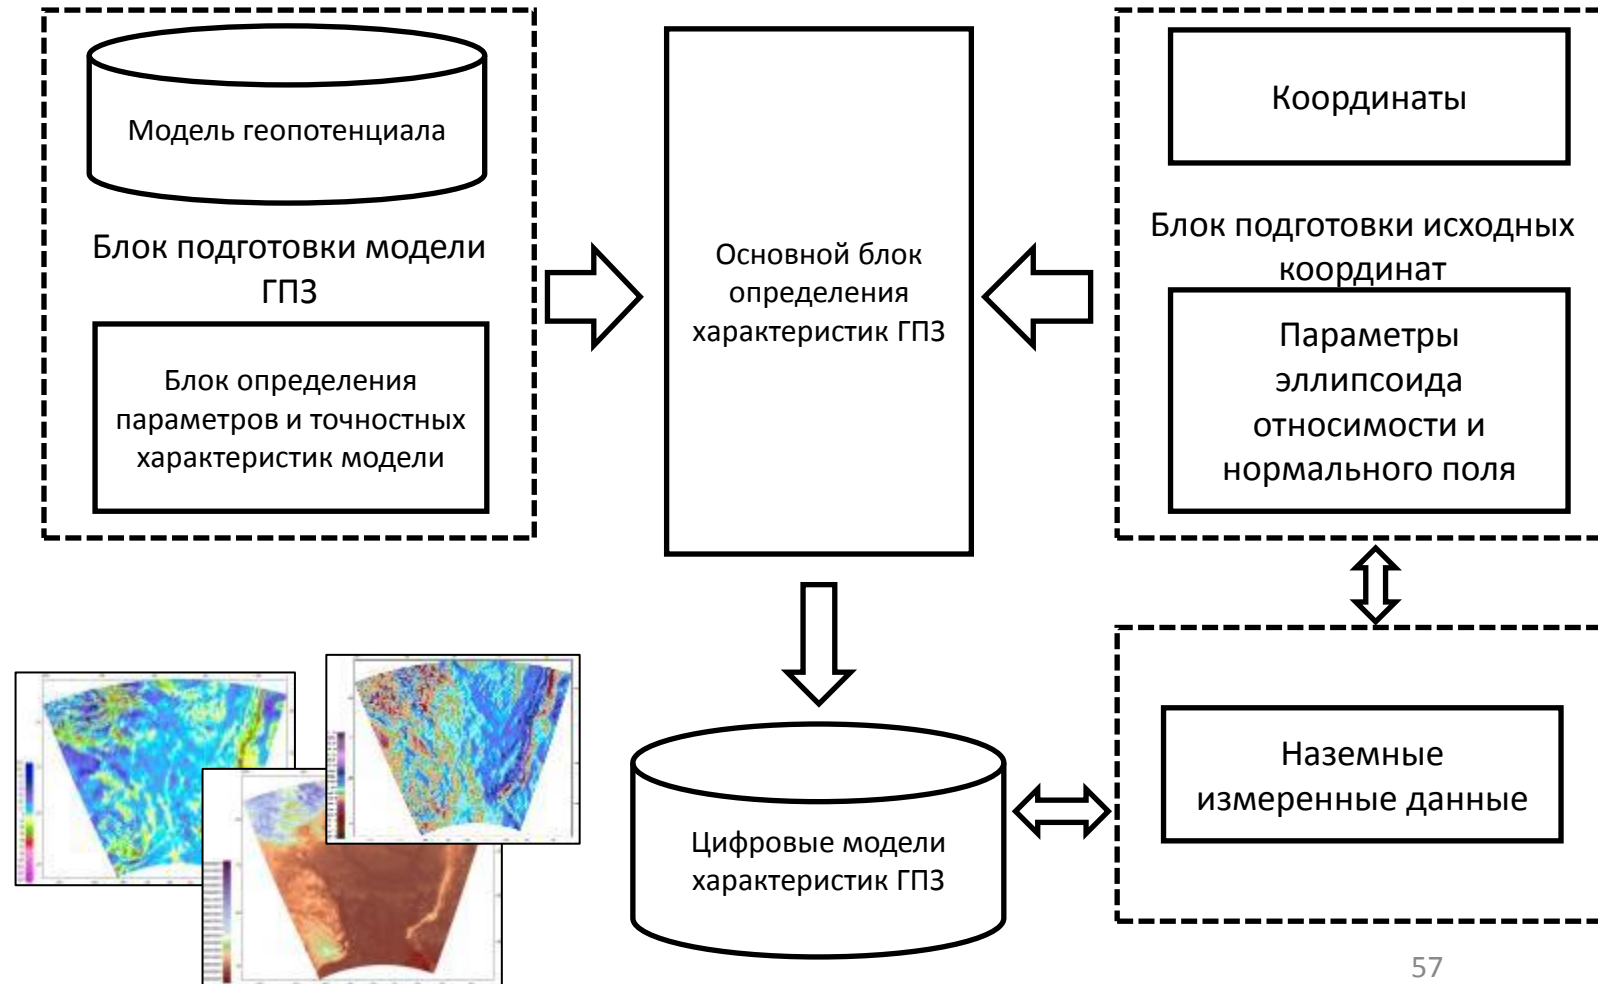 Модель геопотенциала
Блок подготовки модели
ГПЗ
Блок определения
параметров и точностных
характеристик модели
Основной блок
определения
характеристик ГПЗ
Координаты
Блок подготовки исходных
координат
Параметры
эллипсоида
относимости и
нормального поля
Цифровые модели
характеристик ГПЗ
Наземные
измеренные данные
57